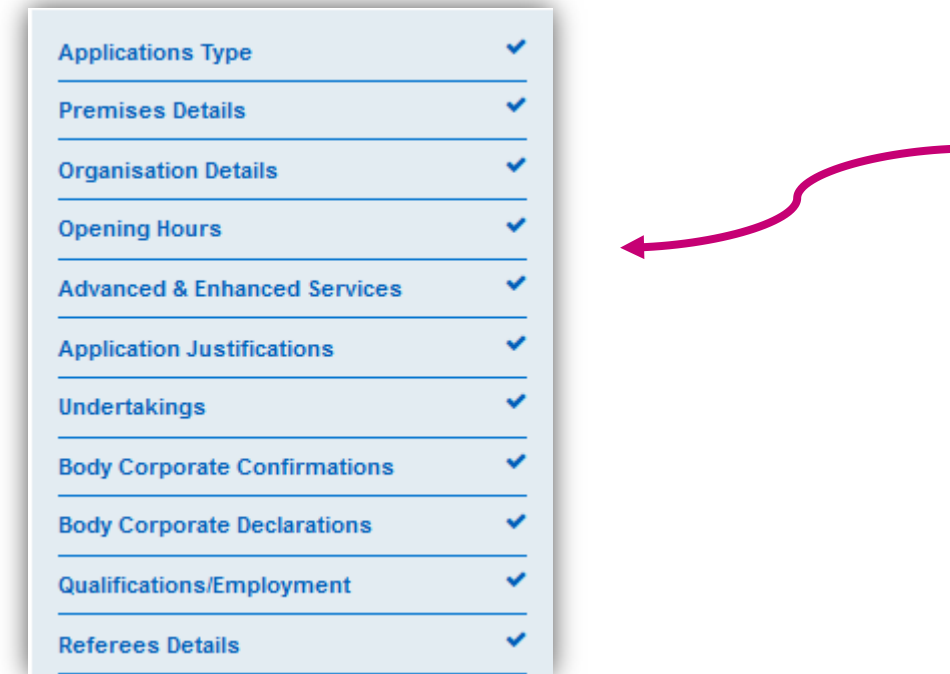 Applications Type
Premises Details
Organisation Details
Opening Hours
Advanced & Enhanced Services
Application Justifications
Undertakings
Body Corporate Confirmations
Body Corporate Declarations
Qualifications/Employment
Referees Details